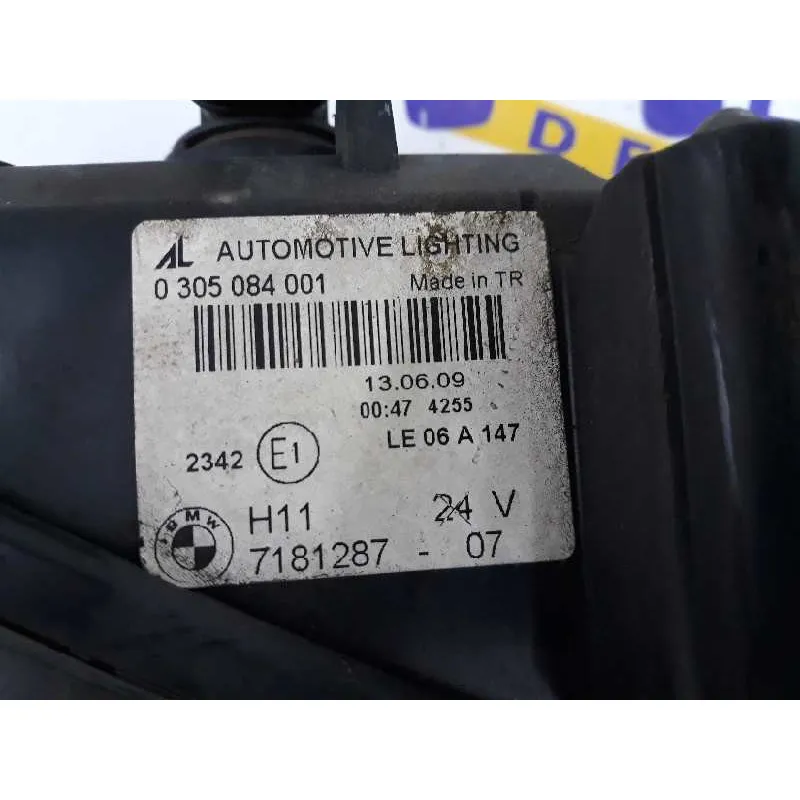 AL AUTOMOTIVE LIGHTING
0 305 084 001 Made in TR
13.06.09
00:47 4255
LE 06 A 147
2342 E1
BMW
H11 24 V
7181287 - 07
D E